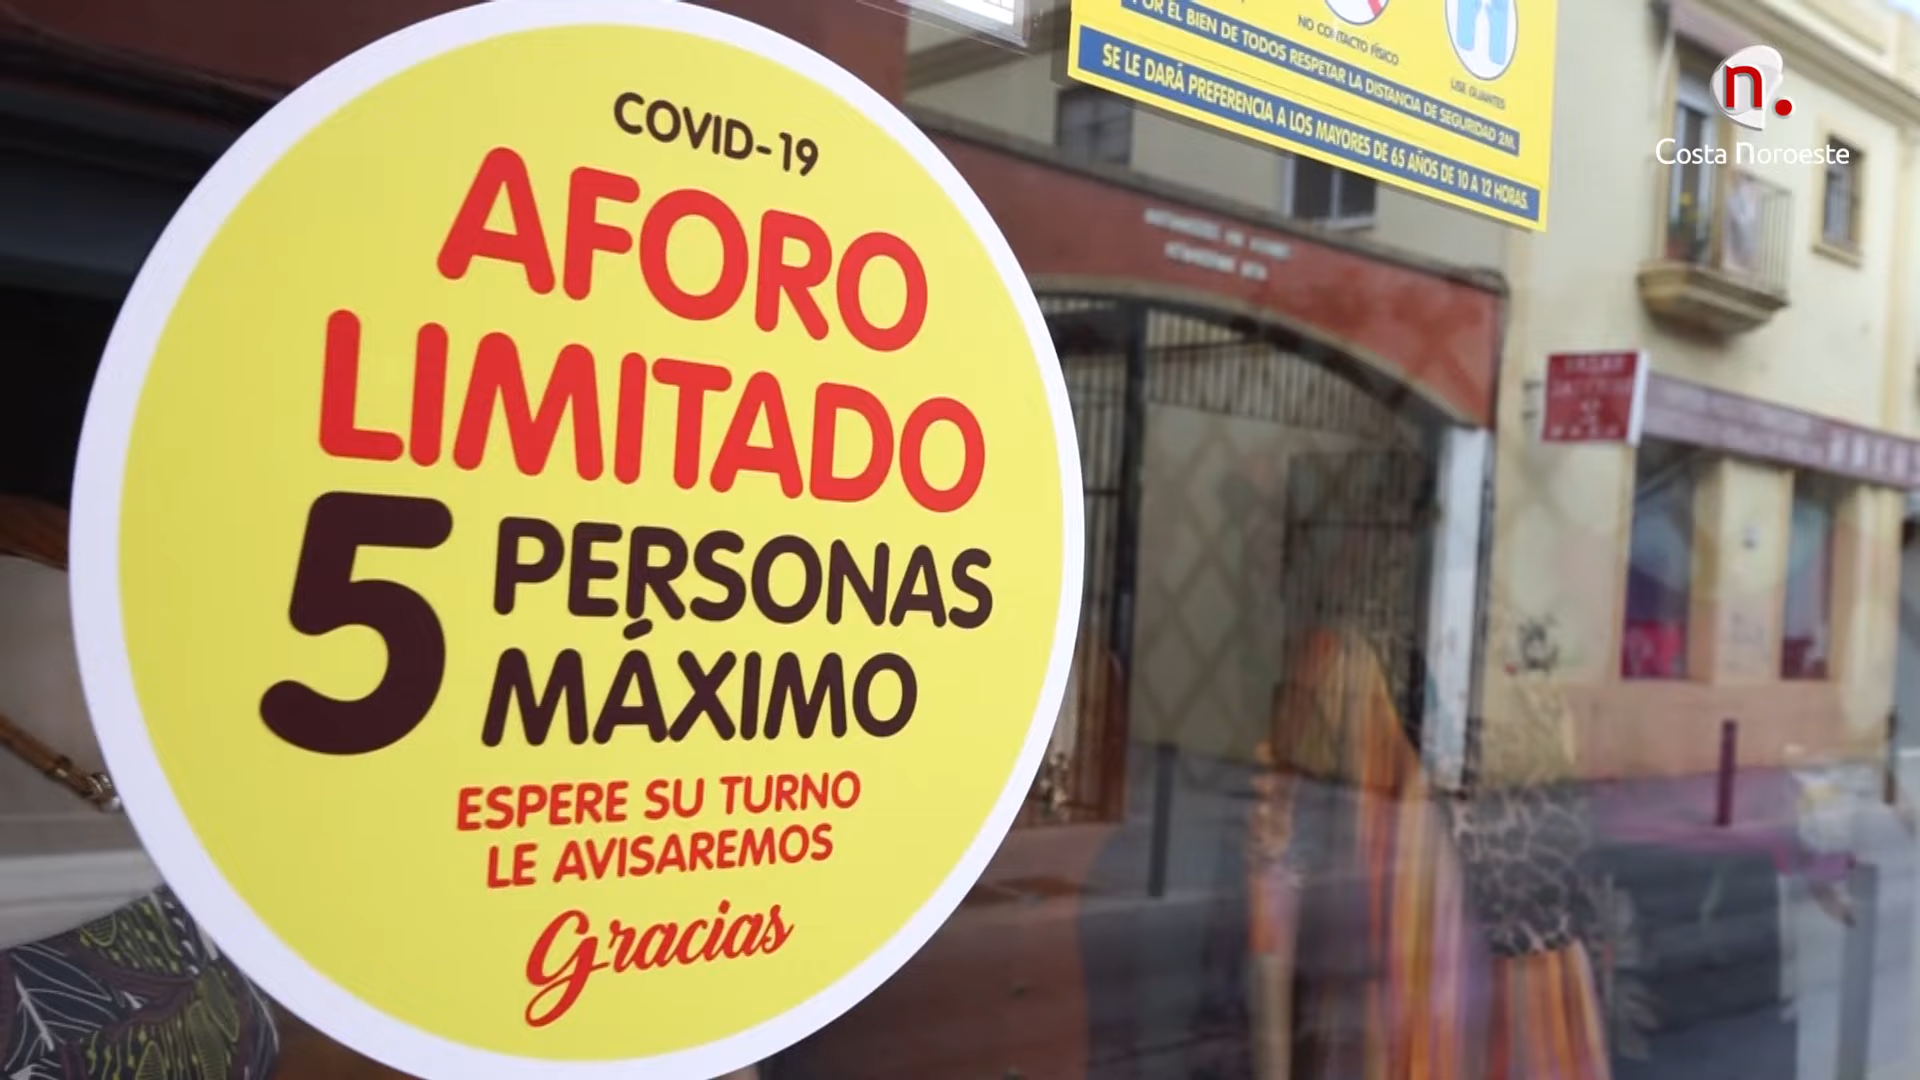 COVID-19
AFORO
LIMITADO
5 PERSONAS
MÁXIMO
ESPERE SU TURNO
LE AVISAREMOS
Gracias
NO CONTACTO FÍSICO
USE GUANTES
POR EL BIEN DE TODOS RESPETAR LA DISTANCIA DE SEGURIDAD 2M.
SE LE DARÁ PREFERENCIA A LOS MAYORES DE 65 AÑOS DE 10 A 12 HORAS.
n.
Costa Noroeste